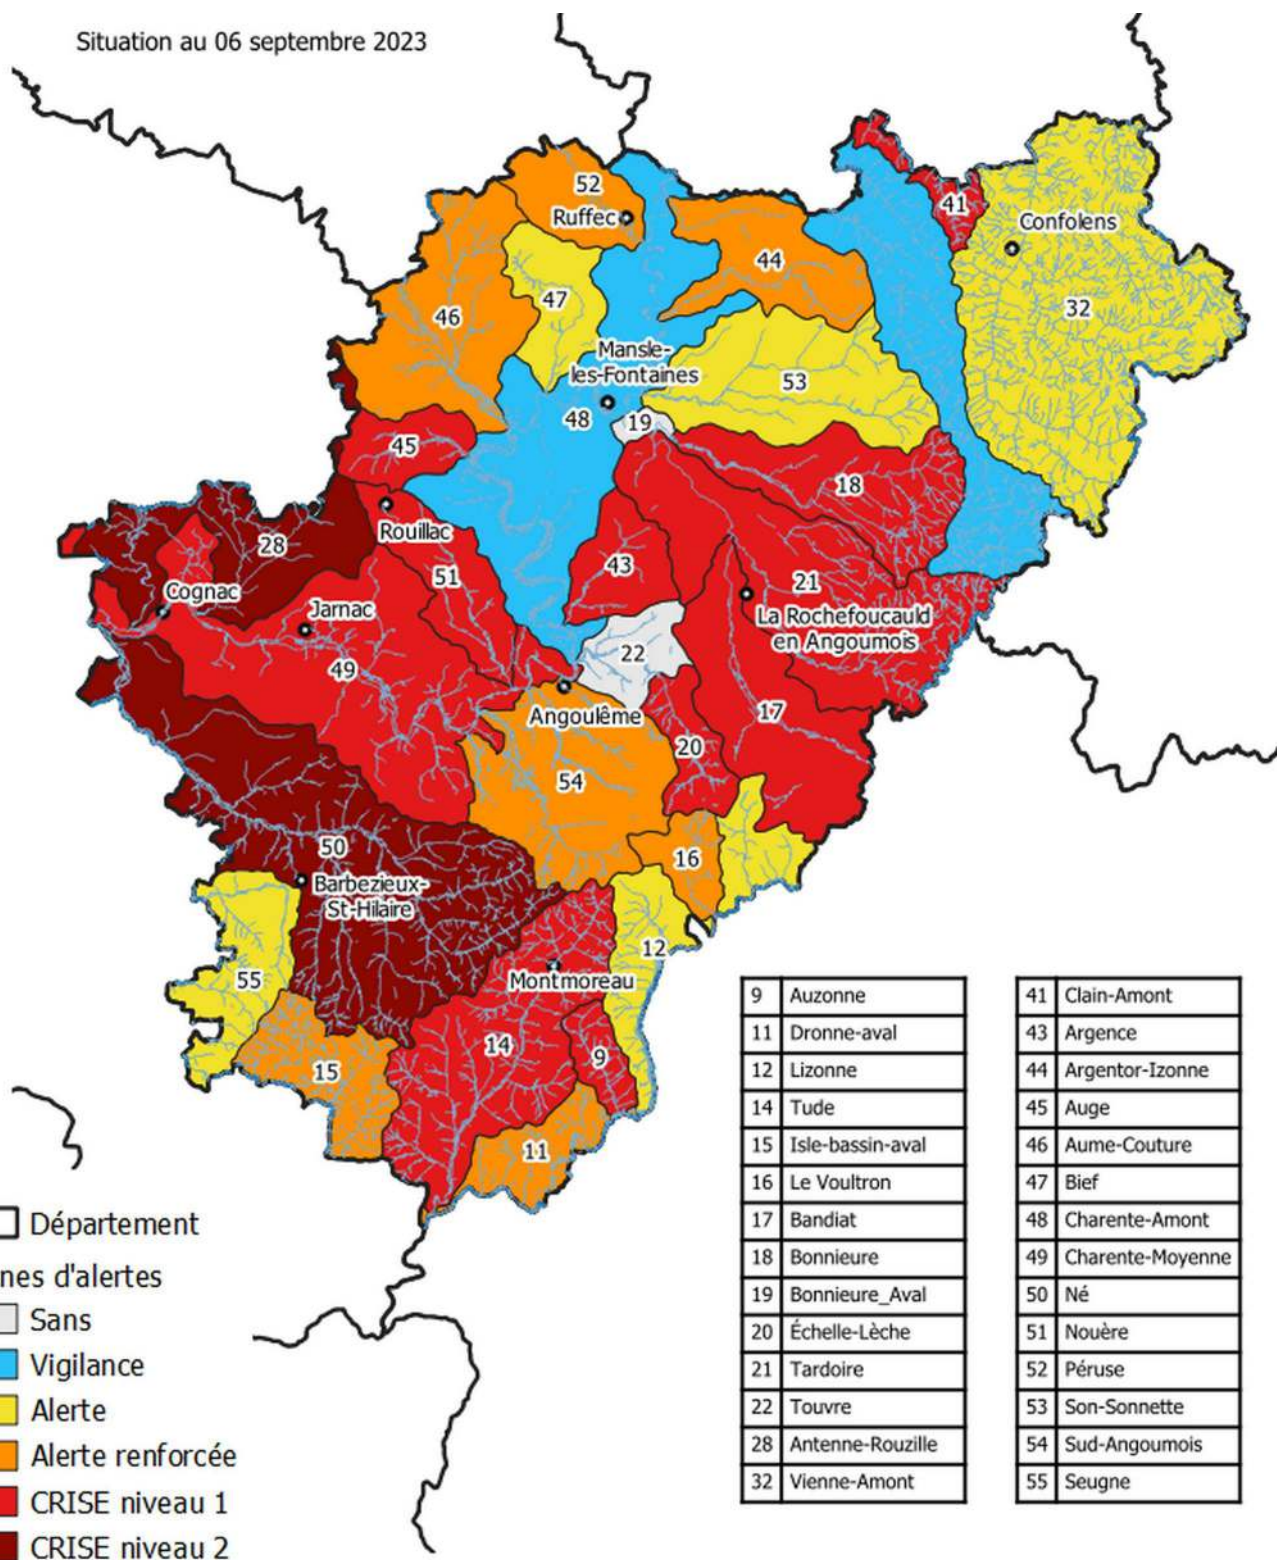 Situation au 06 septembre 2023
52
Ruffec
41
Confolens
44
47
46
32
Mansle-
les-Fontaines
53
48
19
45
18
Rouillac
28
43
51
21
Cognac
Jarnac
La Rochefoucauld
en Angoumois
22
49
17
Angoulême
20
54
50
16
Barbezieux-
St-Hilaire
12
55
Montmoreau
14
9
15
11
9 Auzonne
11 Dronne-aval
12 Lizonne
14 Tude
15 Isle-bassin-aval
16 Le Voultron
17 Bandiat
18 Bonnieure
19 Bonnieure_Aval
20 Échelle-Lèche
21 Tardoire
22 Touvre
28 Antenne-Rouzille
32 Vienne-Amont
41 Clain-Amont
43 Argence
44 Argentor-Izonne
45 Auge
46 Aume-Couture
47 Bief
48 Charente-Amont
49 Charente-Moyenne
50 Né
51 Nouère
52 Péruse
53 Son-Sonnette
54 Sud-Angoumois
55 Seugne
Département
nes d'alertes
Sans
Vigilance
Alerte
Alerte renforcée
CRISE niveau 1
CRISE niveau 2